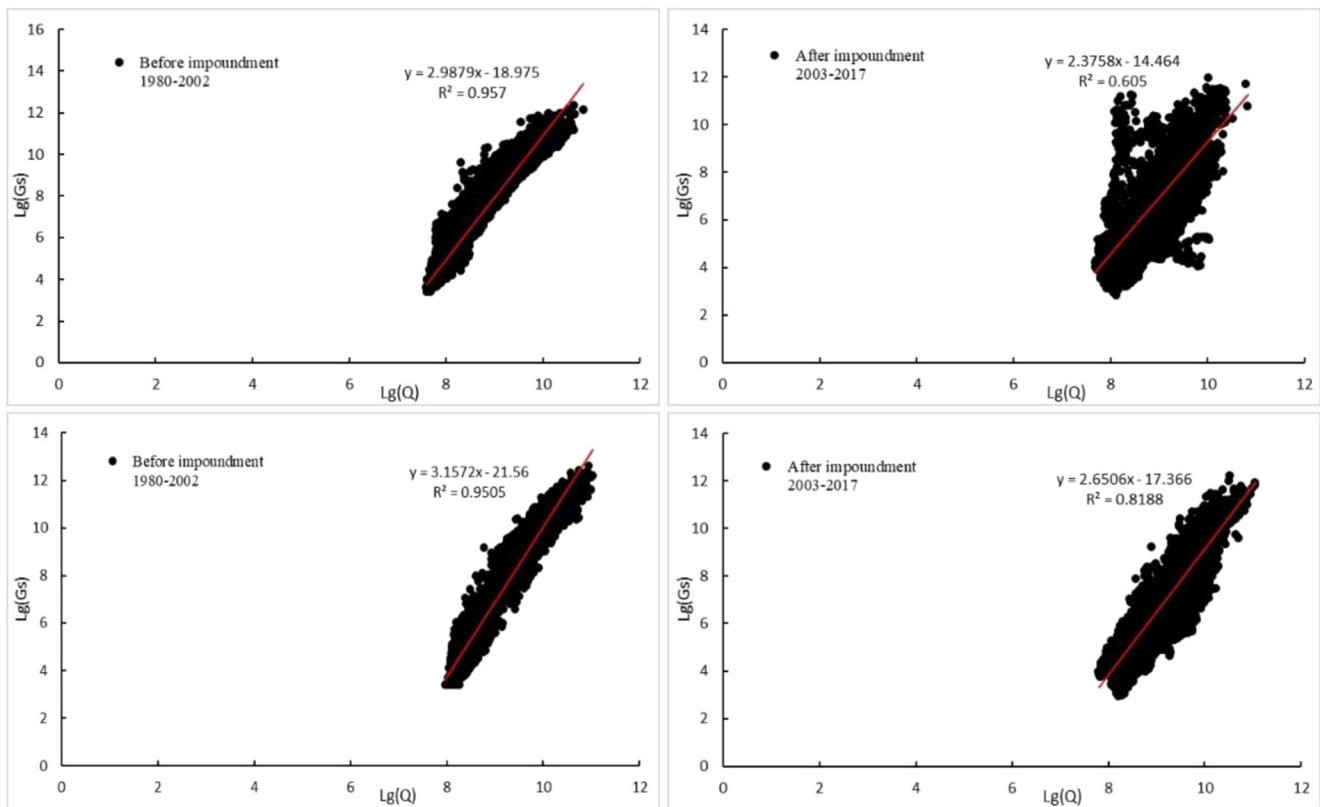 16
14
12
10
8
6
4
2
0
Lg(Gs)
Before impoundment
1980-2002
y = 2.9879x - 18.975
R² = 0.957
0 2 4 6 8 10 12
Lg(Q)
14
12
10
8
6
4
2
0
Lg(Gs)
After impoundment
2003-2017
y = 2.3758x - 14.464
R² = 0.605
0 2 4 6 8 10 12
Lg(Q)
14
12
10
8
6
4
2
0
Lg(Gs)
Before impoundment
1980-2002
y = 3.1572x - 21.56
R² = 0.9505
0 2 4 6 8 10 12
Lg(Q)
14
12
10
8
6
4
2
0
Lg(Gs)
After impoundment
2003-2017
y = 2.6506x - 17.366
R² = 0.8188
0 2 4 6 8 10 12
Lg(Q)